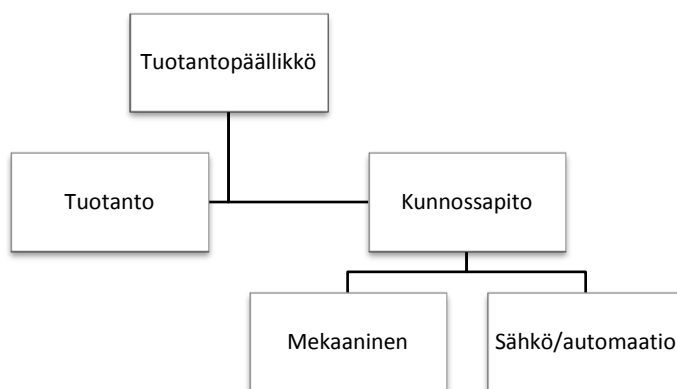 Tuotantopäällikkö
Tuotanto
Kunnossapito
Mekaaninen
Sähkö/automaatio